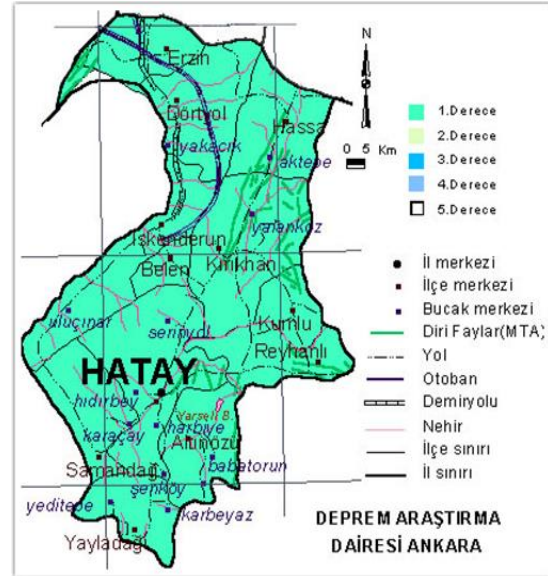 Erzin
N
Dörtyol
Hassa
yakacık
aktepe
0 5 Km
1.Derece
2.Derece
3.Derece
4.Derece
5.Derece
yalankoz
İskenderun
Belen
Kırıkhan
İl merkezi
İlçe merkezi
Bucak merkezi
Diri Faylar(MTA)
Yol
Otoban
Demiryolu
Nehir
İlçe sınırı
İl sınırı
uluçınar
senıyol
Kumlu
Reyhanlı
HATAY
hıdırbey
Yarseli B.
karaçay
harbiye
Altınözü
Samandağ
babatorun
şenköy
yeditepe
karbeyaz
Yayladağı
DEPREM ARAŞTIRMA
DAİRESİ ANKARA